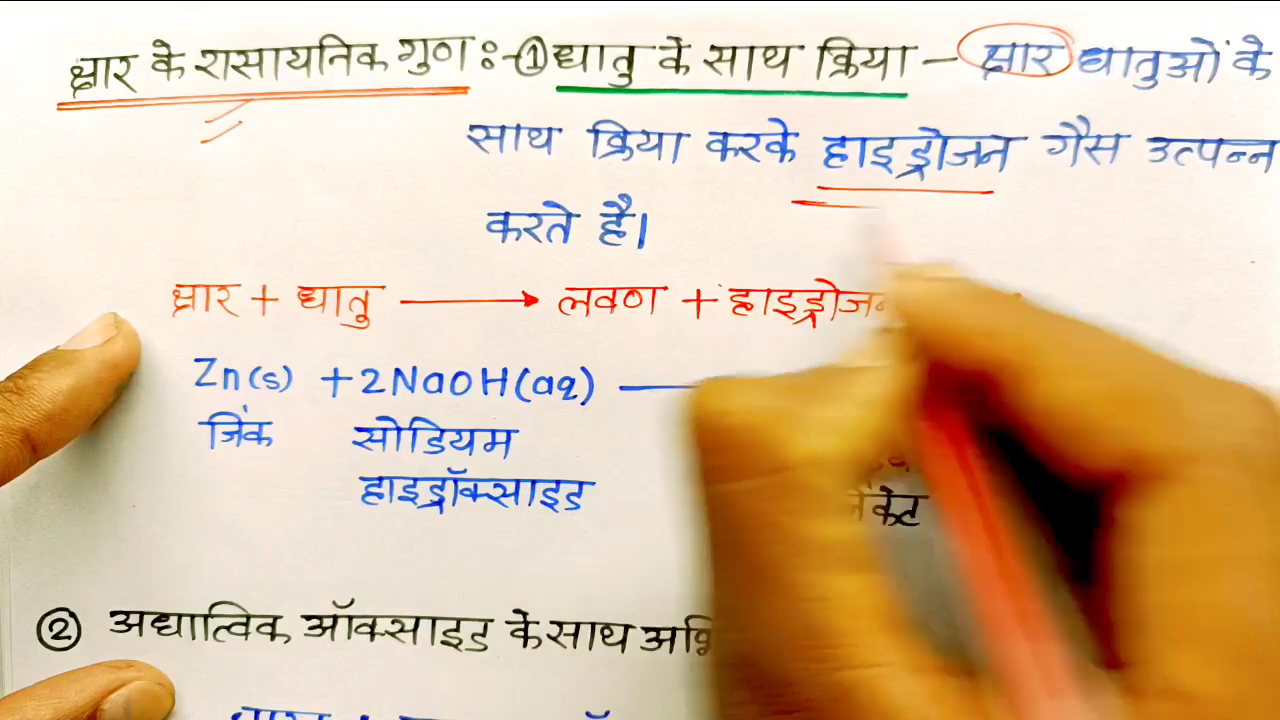 क्षार के रासायनिक गुण :- ① धातु के साथ क्रिया — क्षार धातुओं के
साथ क्रिया करके हाइड्रोजन गैस उत्पन्न
करते है।
क्षार + धातु ⟶ लवण + हाइड्रोजन
Zn(s) + 2NaOH(aq) —
जिंक सोडियम
हाइड्रॉक्साइड
② अधात्विक ऑक्साइड के साथ